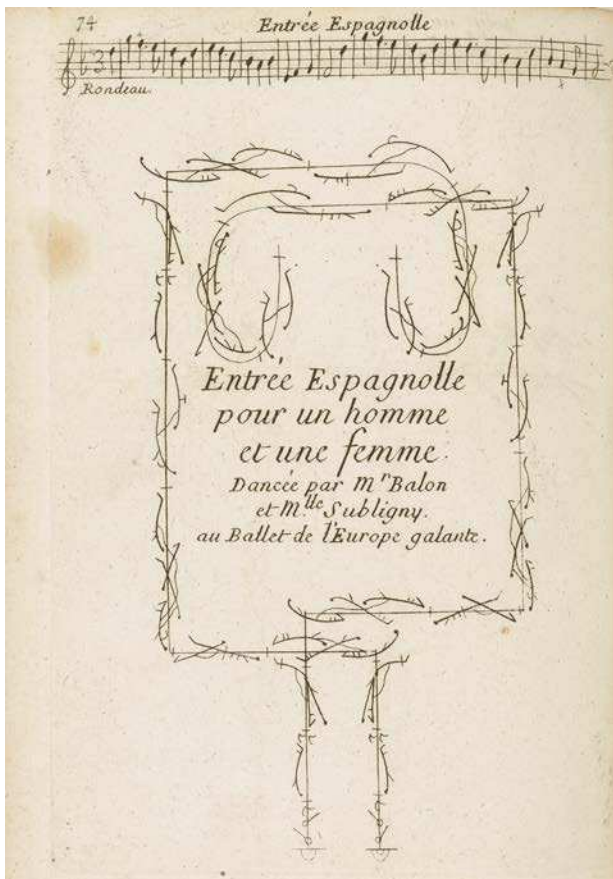 74
Entrée Espagnolle
Rondeau.
Entrée Espagnolle
pour un homme
et une femme.
Dancée par Mr Balon
et Mlle Subligny.
au Ballet de l'Europe galante.